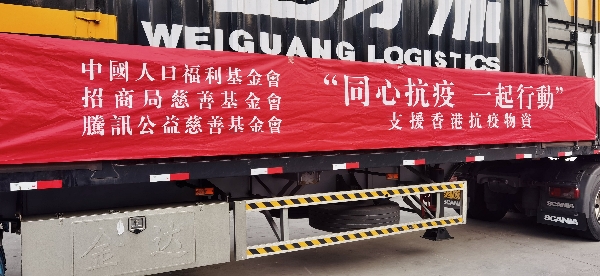 WEIGUANG LOGISTICS
中國人口福利基金會
招商局慈善基金會
騰訊公益慈善基金會
“同心抗疫 一起行動”
支援香港抗疫物資
SCANIA
SCANIA